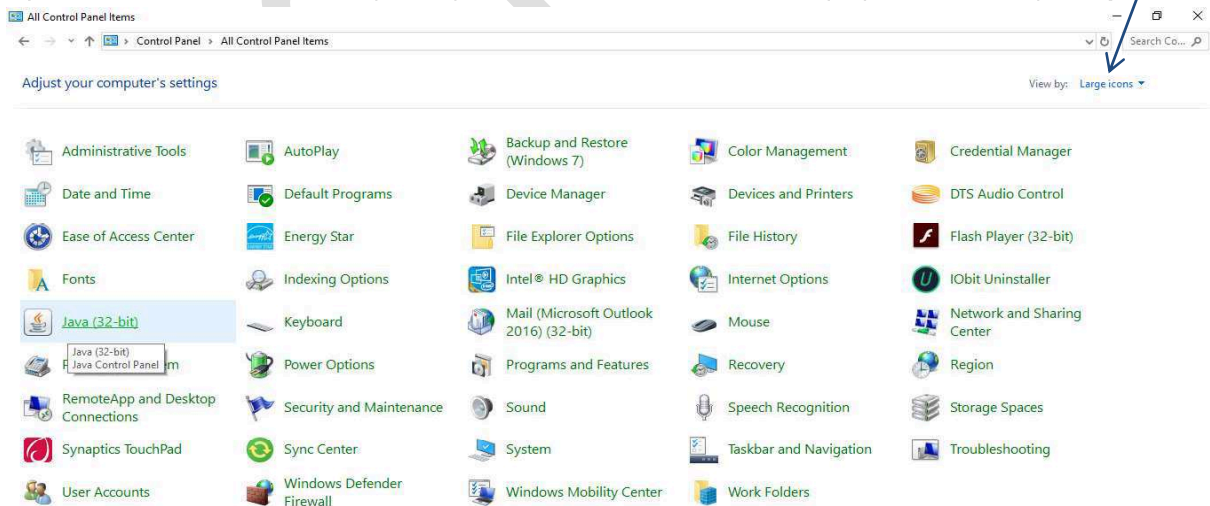 All Control Panel Items
Control Panel > All Control Panel Items
Search Co...
Adjust your computer's settings
View by: Large icons
Administrative Tools
AutoPlay
Backup and Restore
(Windows 7)
Color Management
Credential Manager
Date and Time
Default Programs
Device Manager
Devices and Printers
DTS Audio Control
Ease of Access Center
Energy Star
File Explorer Options
File History
Flash Player (32-bit)
Fonts
Indexing Options
Intel® HD Graphics
Internet Options
IObit Uninstaller
Java (32-bit)
Keyboard
Mail (Microsoft Outlook
2016) (32-bit)
Mouse
Network and Sharing
Center
Java (32-bit)
Java Control Panel
Power Options
Programs and Features
Recovery
Region
RemoteApp and Desktop
Connections
Security and Maintenance
Sound
Speech Recognition
Storage Spaces
Synaptics TouchPad
Sync Center
System
Taskbar and Navigation
Troubleshooting
User Accounts
Windows Defender
Firewall
Windows Mobility Center
Work Folders